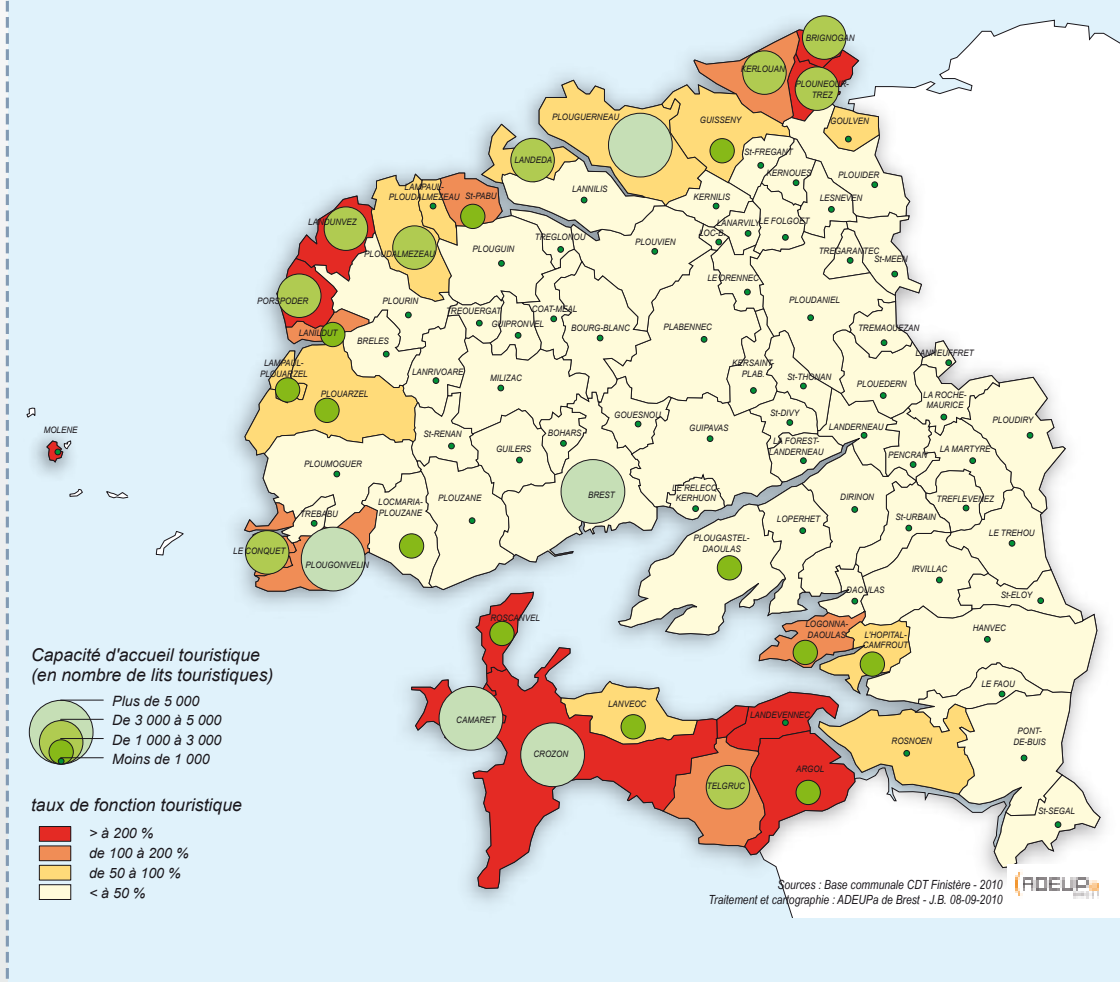 BRIGNOGAN
KERLOUAN
PLOUNEOUR-
TREZ
PLOUGUERNEAU
GUISSENY
GOULVEN
LANDEDA
St-FREGANT
KERNOUES
PLOUIDER
LAMPAUL-
PLOUDALMEZEAU
St-PABU
LANNILIS
KERNILIS
LESNEVEN
LANDUNVEZ
LANARVILY
LE FOLGOET
LOC-B.
TREGLONOU
PLOUVIEN
PLOUDALMEZEAU
PLOUGUIN
TREGARANTEC
St-MEEN
LE DRENNEC
PORSPODER
PLOURIN
PLOUDANIEL
TREOUERGAT
COAT-MEAL
GUIPRONVEL
BOURG-BLANC
PLABENNEC
TREMAOUEZAN
LANILDUT
BRELES
LANNEUFFRET
LAMPAUL-
PLOUARZEL
LANRIVOARE
MILIZAC
KERSAINT-
PLAB.
St-THONAN
PLOUEDERN
PLOUARZEL
LA ROCHE-
MAURICE
PLOUDIRY
MOLENE
St-RENAN
BOHARS
GOUESNOU
GUIPAVAS
St-DIVY
LANDERNEAU
GUILERS
LA FOREST-
LANDERNEAU
PENCRAN
LA MARTYRE
PLOUMOGUER
LE RELECQ-
KERHUON
BREST
DIRINON
TREFLEVENEZ
TREBABU
LOCMARIA-
PLOUZANE
PLOUZANE
LOPERHET
St-URBAIN
LE TREHOU
PLOUGASTEL-
DAOULAS
LE CONQUET
PLOUGONVELIN
IRVILLAC
DAOULAS
St-ELOY
ROSCANVEL
LOGONNA-
DAOULAS
L'HOPITAL-
CAMFROUT
HANVEC
LE FAOU
LANVEOC
LANDEVENNEC
CAMARET
CROZON
ROSNOEN
PONT-
DE-BUIS
TELGRUC
ARGOL
St-SEGAL
Capacité d'accueil touristique
(en nombre de lits touristiques)
Plus de 5 000
De 3 000 à 5 000
De 1 000 à 3 000
Moins de 1 000
taux de fonction touristique
> à 200 %
de 100 à 200 %
de 50 à 100 %
< à 50 %
Sources : Base communale CDT Finistère - 2010
Traitement et cartographie : ADEUPa de Brest - J.B. 08-09-2010
ADEUPa